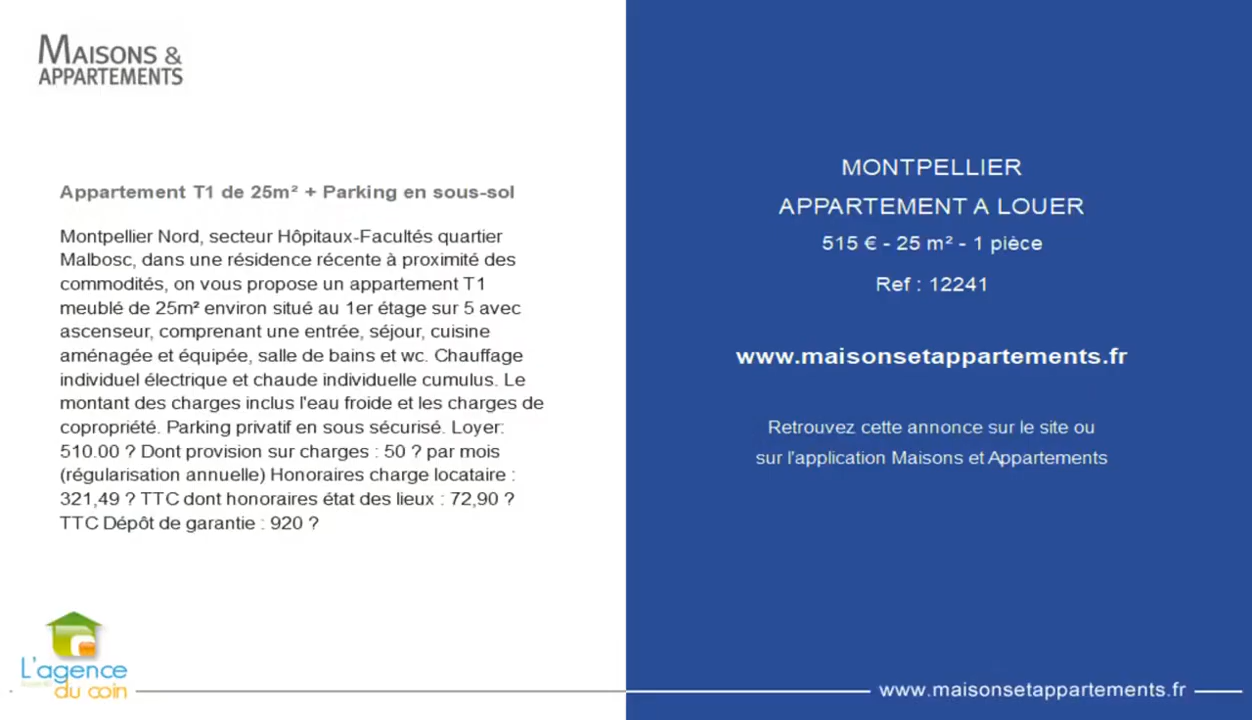 MAISONS &
APPARTEMENTS
Appartement T1 de 25m² + Parking en sous-sol
Montpellier Nord, secteur Hôpitaux-Facultés quartier
Malbosc, dans une résidence récente à proximité des
commodités, on vous propose un appartement T1
meublé de 25m² environ situé au 1er étage sur 5 avec
ascenseur, comprenant une entrée, séjour, cuisine
aménagée et équipée, salle de bains et wc. Chauffage
individuel électrique et chaude individuelle cumulus. Le
montant des charges inclus l'eau froide et les charges de
copropriété. Parking privatif en sous sécurisé. Loyer:
510.00 ? Dont provision sur charges : 50 ? par mois
(régularisation annuelle) Honoraires charge locataire :
321,49 ? TTC dont honoraires état des lieux : 72,90 ?
TTC Dépôt de garantie : 920 ?
L'agence
du coin
MONTPELLIER
APPARTEMENT A LOUER
515 € - 25 m² - 1 pièce
Ref : 12241
www.maisonsetappartements.fr
Retrouvez cette annonce sur le site ou
sur l'application Maisons et Appartements
www.maisonsetappartements.fr